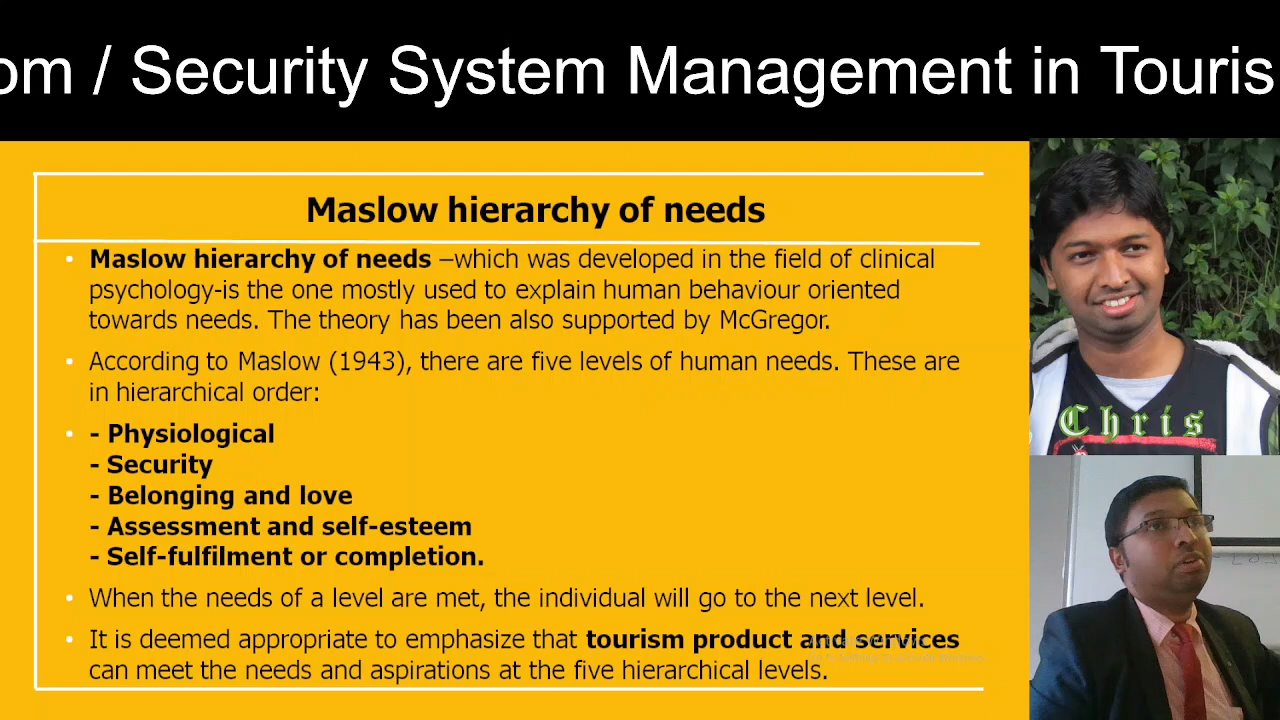 om / Security System Management in Touris
Maslow hierarchy of needs
• Maslow hierarchy of needs –which was developed in the field of clinical
psychology-is the one mostly used to explain human behaviour oriented
towards needs. The theory has been also supported by McGregor.
• According to Maslow (1943), there are five levels of human needs. These are
in hierarchical order:
• - Physiological
- Security
- Belonging and love
- Assessment and self-esteem
- Self-fulfilment or completion.
• When the needs of a level are met, the individual will go to the next level.
• It is deemed appropriate to emphasize that tourism product and services
can meet the needs and aspirations at the five hierarchical levels.
Chris